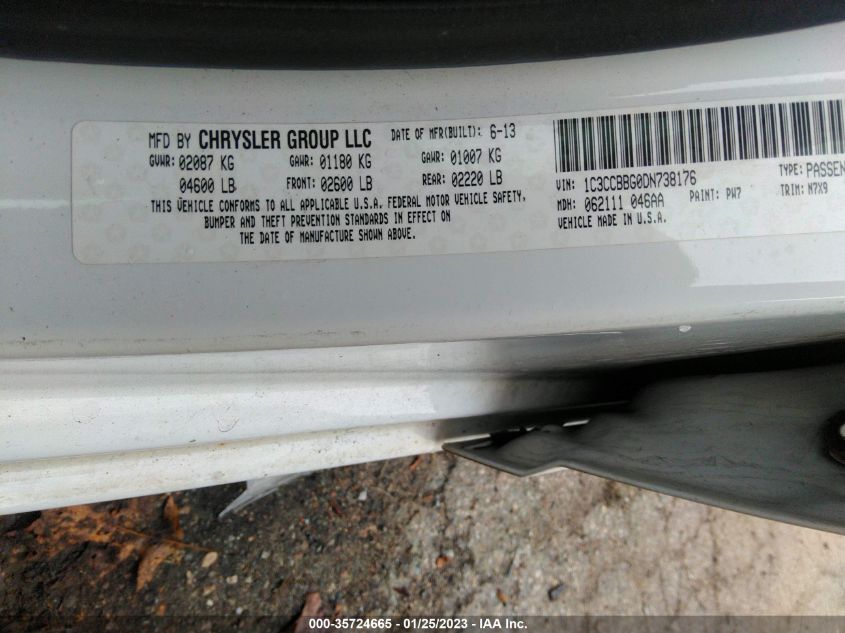 MFD BY CHRYSLER GROUP LLC DATE OF MFR(BUILT): 6-13
GVWR: 02087 KG GAWR: 01180 KG GAWR: 01007 KG
04600 LB FRONT: 02600 LB REAR: 02220 LB
THIS VEHICLE CONFORMS TO ALL APPLICABLE U.S.A. FEDERAL MOTOR VEHICLE SAFETY,
BUMPER AND THEFT PREVENTION STANDARDS IN EFFECT ON
THE DATE OF MANUFACTURE SHOWN ABOVE.
VIN: 1C3CCBBG0DN738176 TYPE: PASSEN
MDH: 062111 046AA PAINT: PW7 TRIM: M7X9
VEHICLE MADE IN U.S.A.
000-35724665 - 01/25/2023 - IAA Inc.